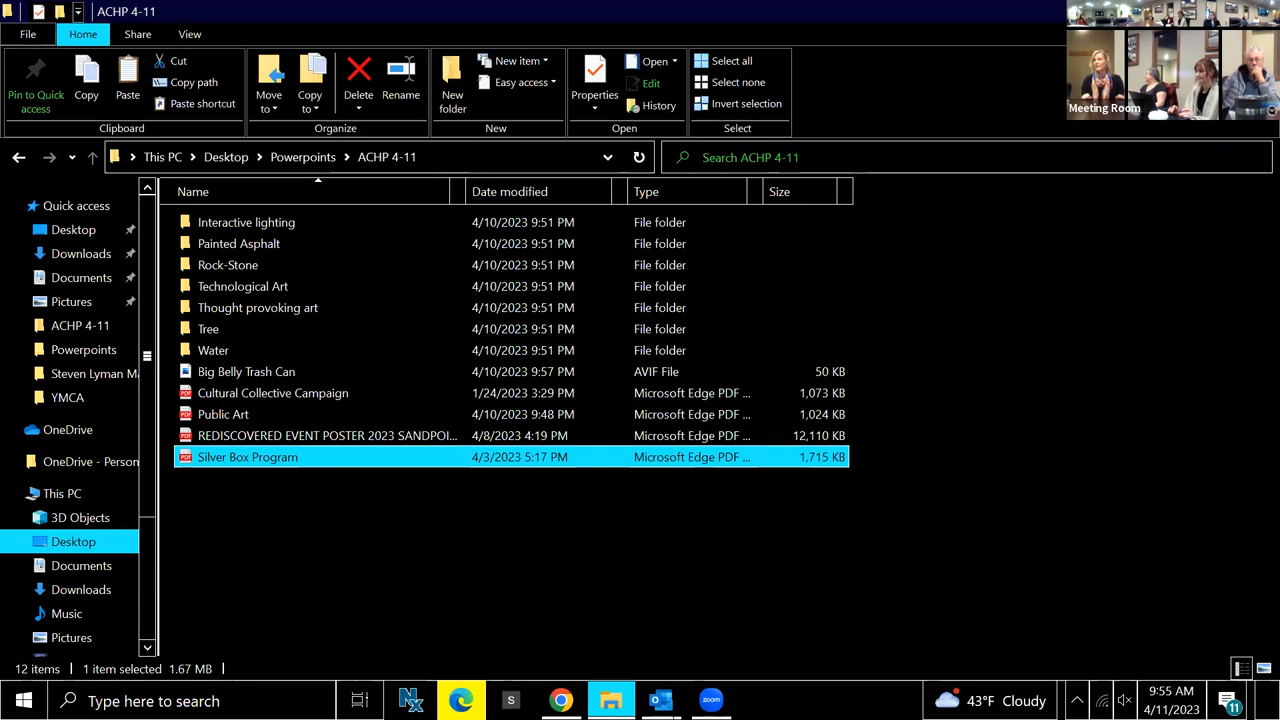 ACHP 4-11
File Home Share View
Pin to Quick access
Copy
Paste
Cut
Copy path
Paste shortcut
Clipboard
Move to
Copy to
Delete
Rename
Organize
New folder
New item
Easy access
New
Properties
Open
Edit
History
Open
Select all
Select none
Invert selection
Select
Meeting Room
This PC Desktop Powerpoints ACHP 4-11
Search ACHP 4-11
Name Date modified Type Size
Quick access
Desktop
Downloads
Documents
Pictures
ACHP 4-11
Powerpoints
Steven Lyman M
YMCA
OneDrive
OneDrive - Person
This PC
3D Objects
Desktop
Documents
Downloads
Music
Pictures
Interactive lighting 4/10/2023 9:51 PM File folder
Painted Asphalt 4/10/2023 9:51 PM File folder
Rock-Stone 4/10/2023 9:51 PM File folder
Technological Art 4/10/2023 9:51 PM File folder
Thought provoking art 4/10/2023 9:51 PM File folder
Tree 4/10/2023 9:51 PM File folder
Water 4/10/2023 9:51 PM File folder
Big Belly Trash Can 4/10/2023 9:57 PM AVIF File 50 KB
Cultural Collective Campaign 1/24/2023 3:29 PM Microsoft Edge PDF ... 1,073 KB
Public Art 4/10/2023 9:48 PM Microsoft Edge PDF ... 1,024 KB
REDISCOVERED EVENT POSTER 2023 SANDPOI... 4/8/2023 4:19 PM Microsoft Edge PDF ... 12,110 KB
Silver Box Program 4/3/2023 5:17 PM Microsoft Edge PDF ... 1,715 KB
12 items 1 item selected 1.67 MB
Type here to search
S
zoom
43°F Cloudy
9:55 AM
4/11/2023
11